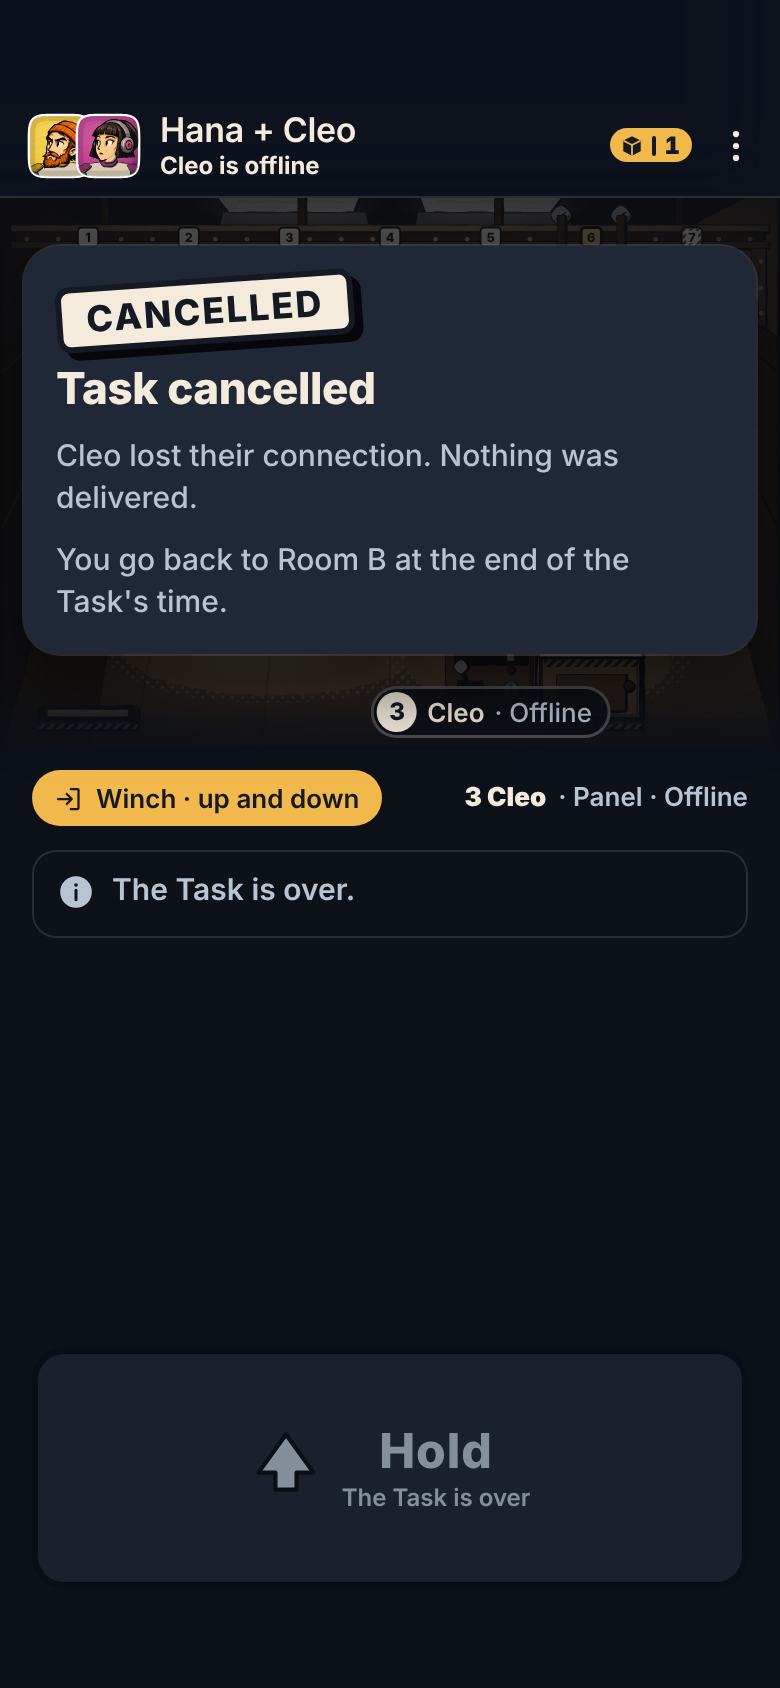 Hana + Cleo
Cleo is offline
1
1 2 3 4 5 6 7
CANCELLED
Task cancelled
Cleo lost their connection. Nothing was
delivered.
You go back to Room B at the end of the
Task's time.
3 Cleo · Offline
Winch · up and down
3 Cleo · Panel · Offline
The Task is over.
Hold
The Task is over